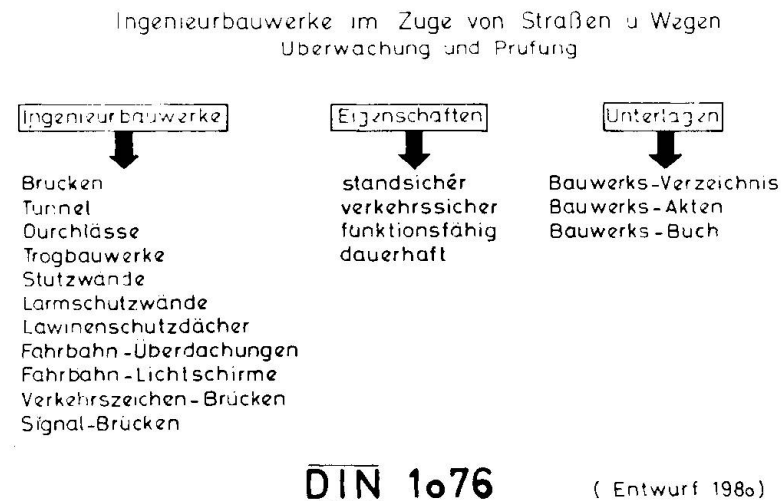 Ingenieurbauwerke im Zuge von Straßen u Wegen
Uberwachung und Prufung
Ingenieurbauwerke
Brucken
Tunnel
Durchlässe
Trogbauwerke
Stutzwände
Larmschutzwände
Lawinenschutzdächer
Fahrbahn-Überdachungen
Fahrbahn-Lichtschirme
Verkehrszeichen-Brücken
Signal-Brücken
Eigenschaften
standsicher
verkehrssicher
funktionsfähig
dauerhaft
Unterlagen
Bauwerks-Verzeichnis
Bauwerks-Akten
Bauwerks-Buch
DIN 1o76 (Entwurf 198o)